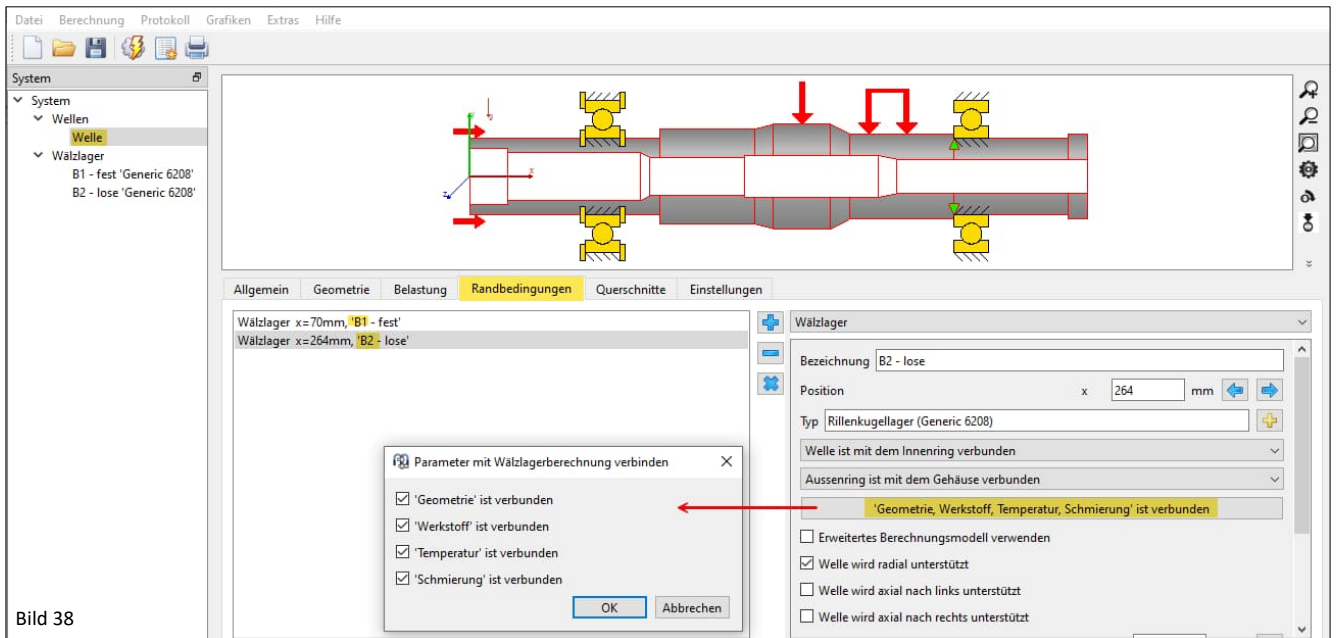 Datei Berechnung Protokoll Grafiken Extras Hilfe
System
System
Wellen
Welle
Wälzlager
B1 - fest 'Generic 6208'
B2 - lose 'Generic 6208'
y
g
x
z
Allgemein Geometrie Belastung Randbedingungen Querschnitte Einstellungen
Wälzlager x=70mm, 'B1 - fest'
Wälzlager x=264mm, 'B2 - lose'
Wälzlager
Bezeichnung B2 - lose
Position x 264 mm
Typ Rillenkugellager (Generic 6208)
Welle ist mit dem Innenring verbunden
Aussenring ist mit dem Gehäuse verbunden
'Geometrie, Werkstoff, Temperatur, Schmierung' ist verbunden
Erweitertes Berechnungsmodell verwenden
Welle wird radial unterstützt
Welle wird axial nach links unterstützt
Welle wird axial nach rechts unterstützt
Parameter mit Wälzlagerberechnung verbinden
'Geometrie' ist verbunden
'Werkstoff' ist verbunden
'Temperatur' ist verbunden
'Schmierung' ist verbunden
OK Abbrechen
Bild 38